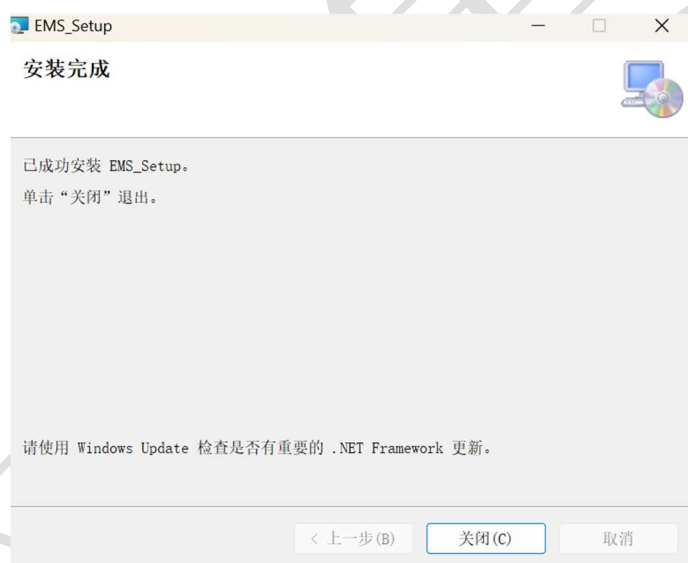 EMS_Setup
安装完成
已成功安装 EMS_Setup。
单击“关闭”退出。
请使用 Windows Update 检查是否有重要的 .NET Framework 更新。
< 上一步(B)
关闭(C)
取消